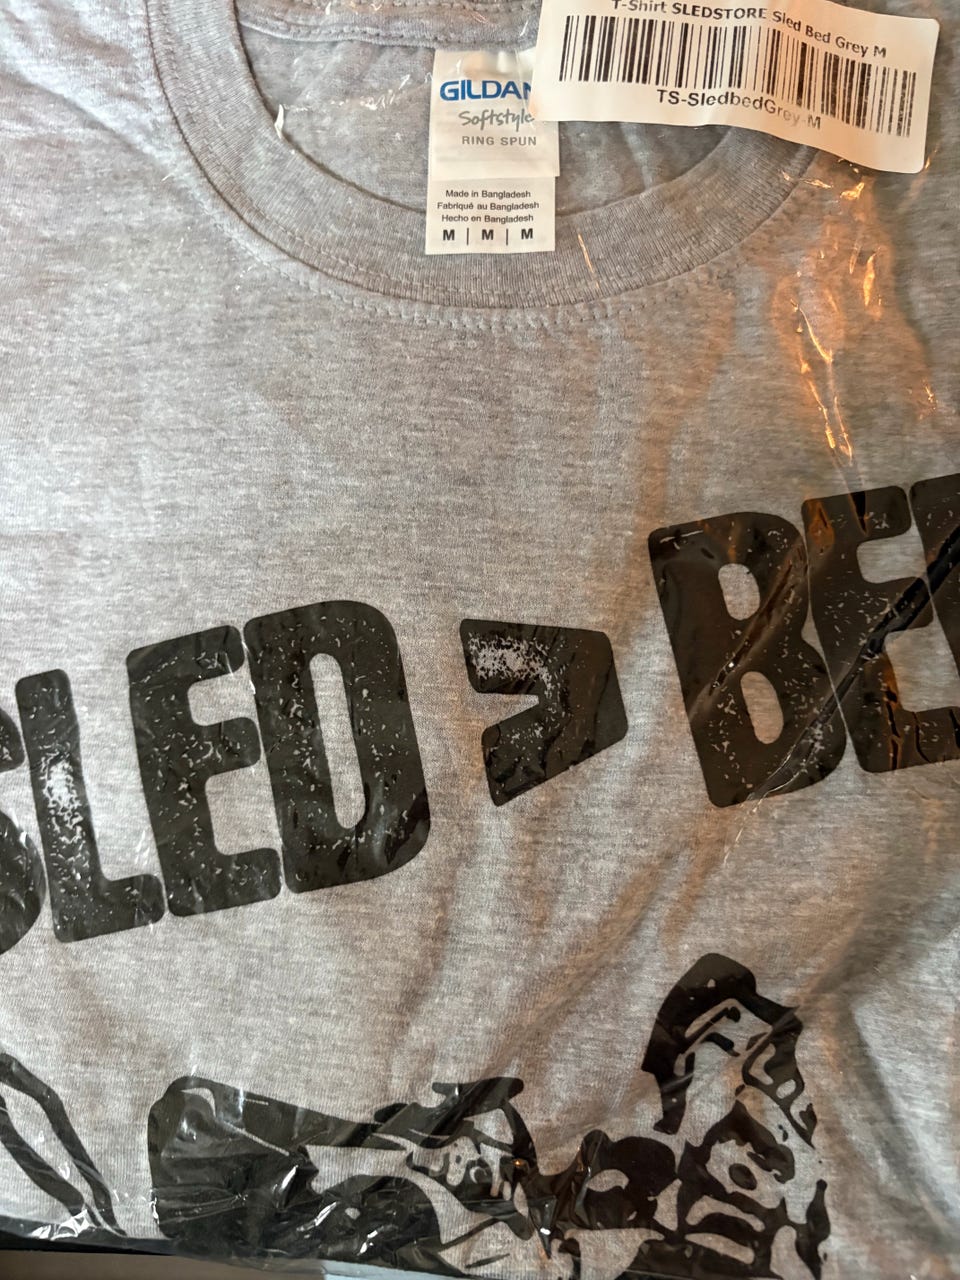 T-Shirt SLEDSTORE Sled Bed Grey M
TS-SledbedGrey-M
GILDAN
Softstyle
RING SPUN
Made in Bangladesh
Fabriqué au Bangladesh
Hecho en Bangladesh
M | M | M
SLED > BED